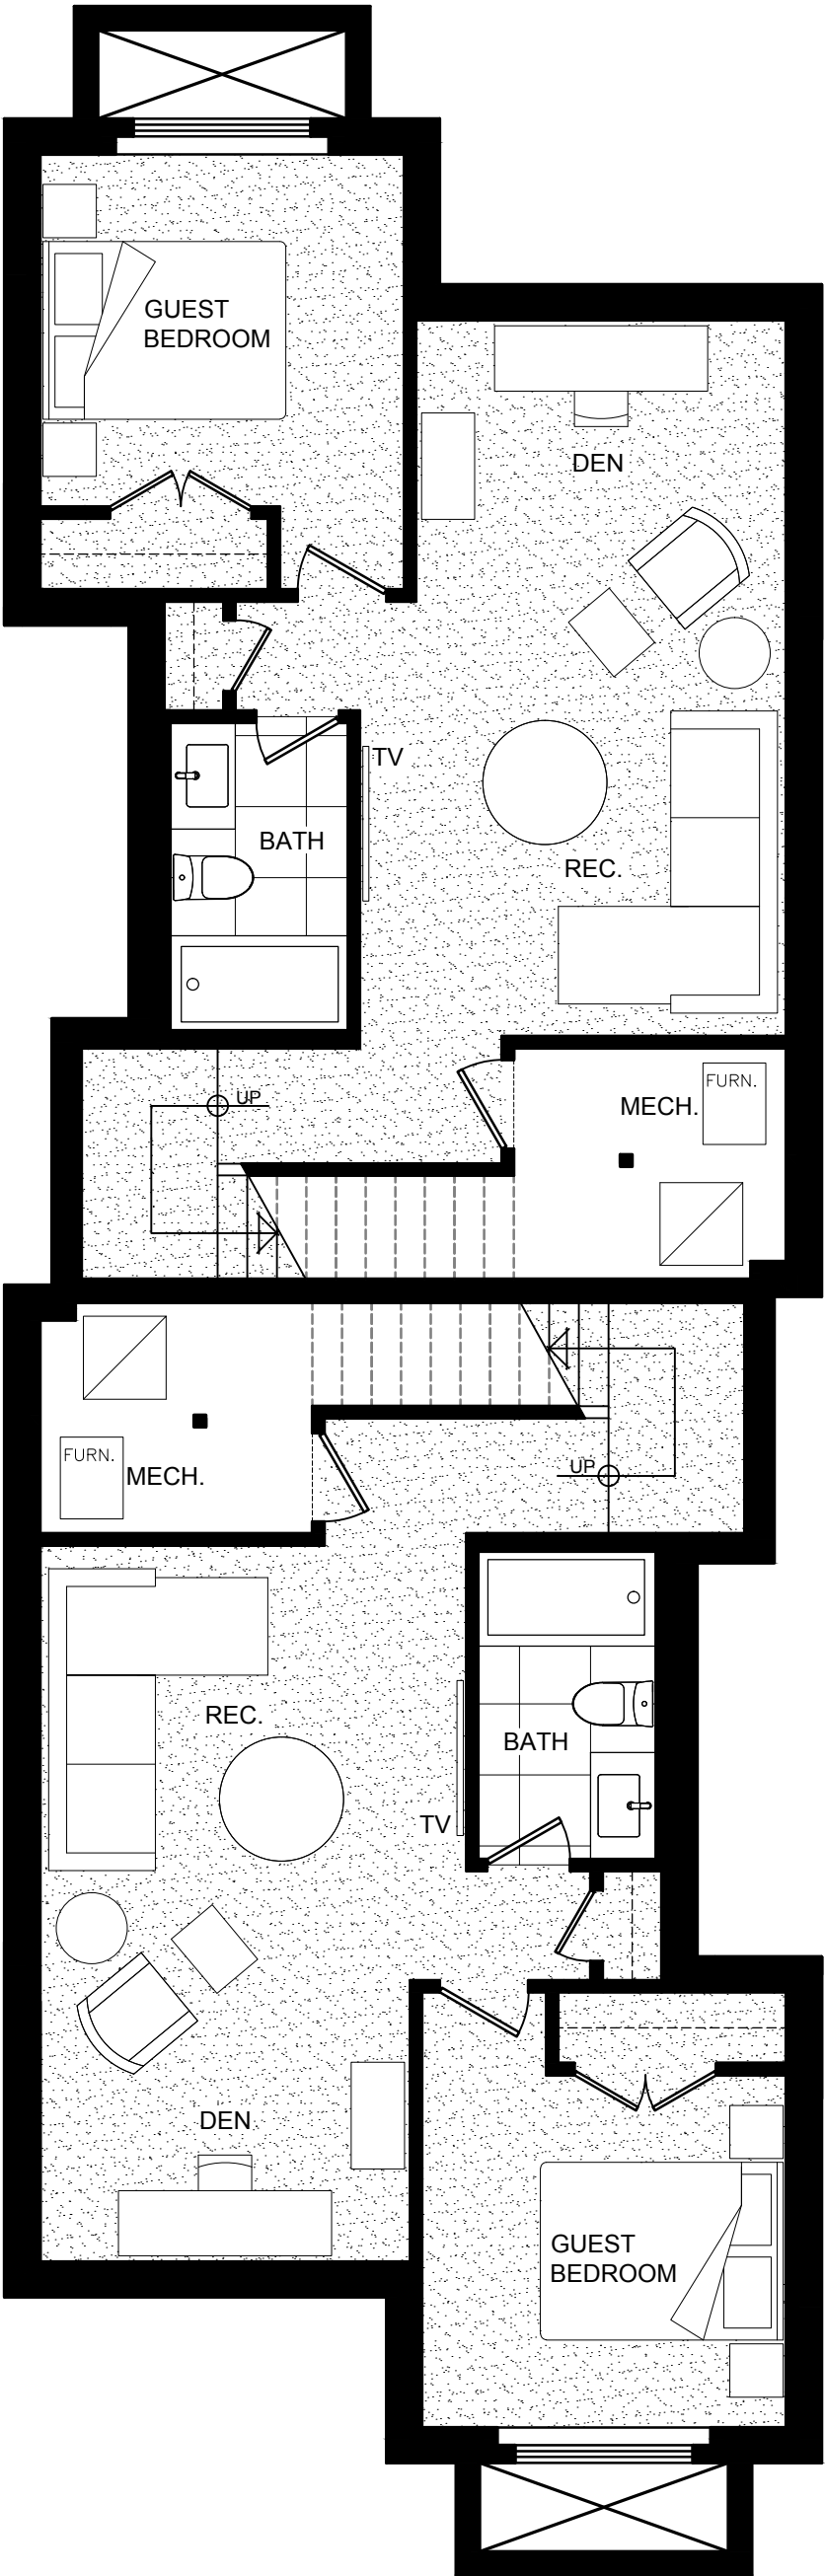 GUEST
BEDROOM
DEN
TV
BATH
REC.
UP
FURN.
MECH.
FURN.
MECH.
UP
REC.
BATH
TV
DEN
GUEST
BEDROOM